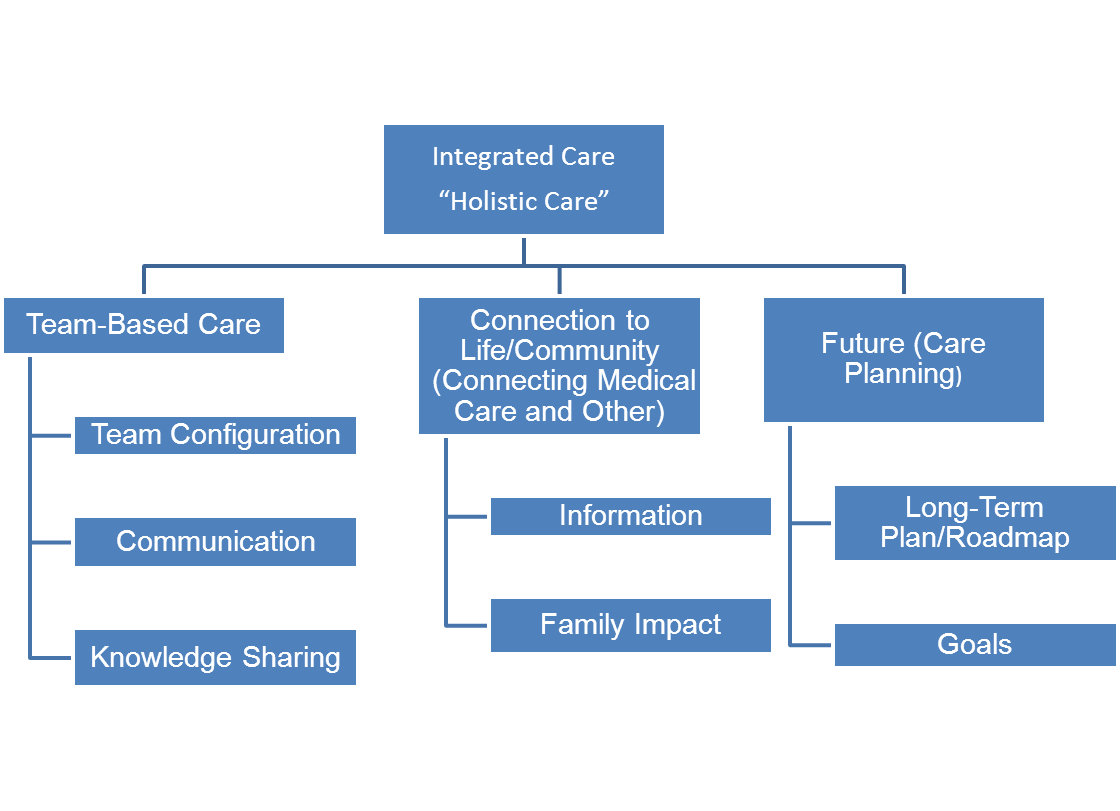 Integrated Care
“Holistic Care”
Team-Based Care
Team Configuration
Communication
Knowledge Sharing
Connection to
Life/Community
(Connecting Medical
Care and Other)
Information
Family Impact
Future (Care
Planning)
Long-Term
Plan/Roadmap
Goals